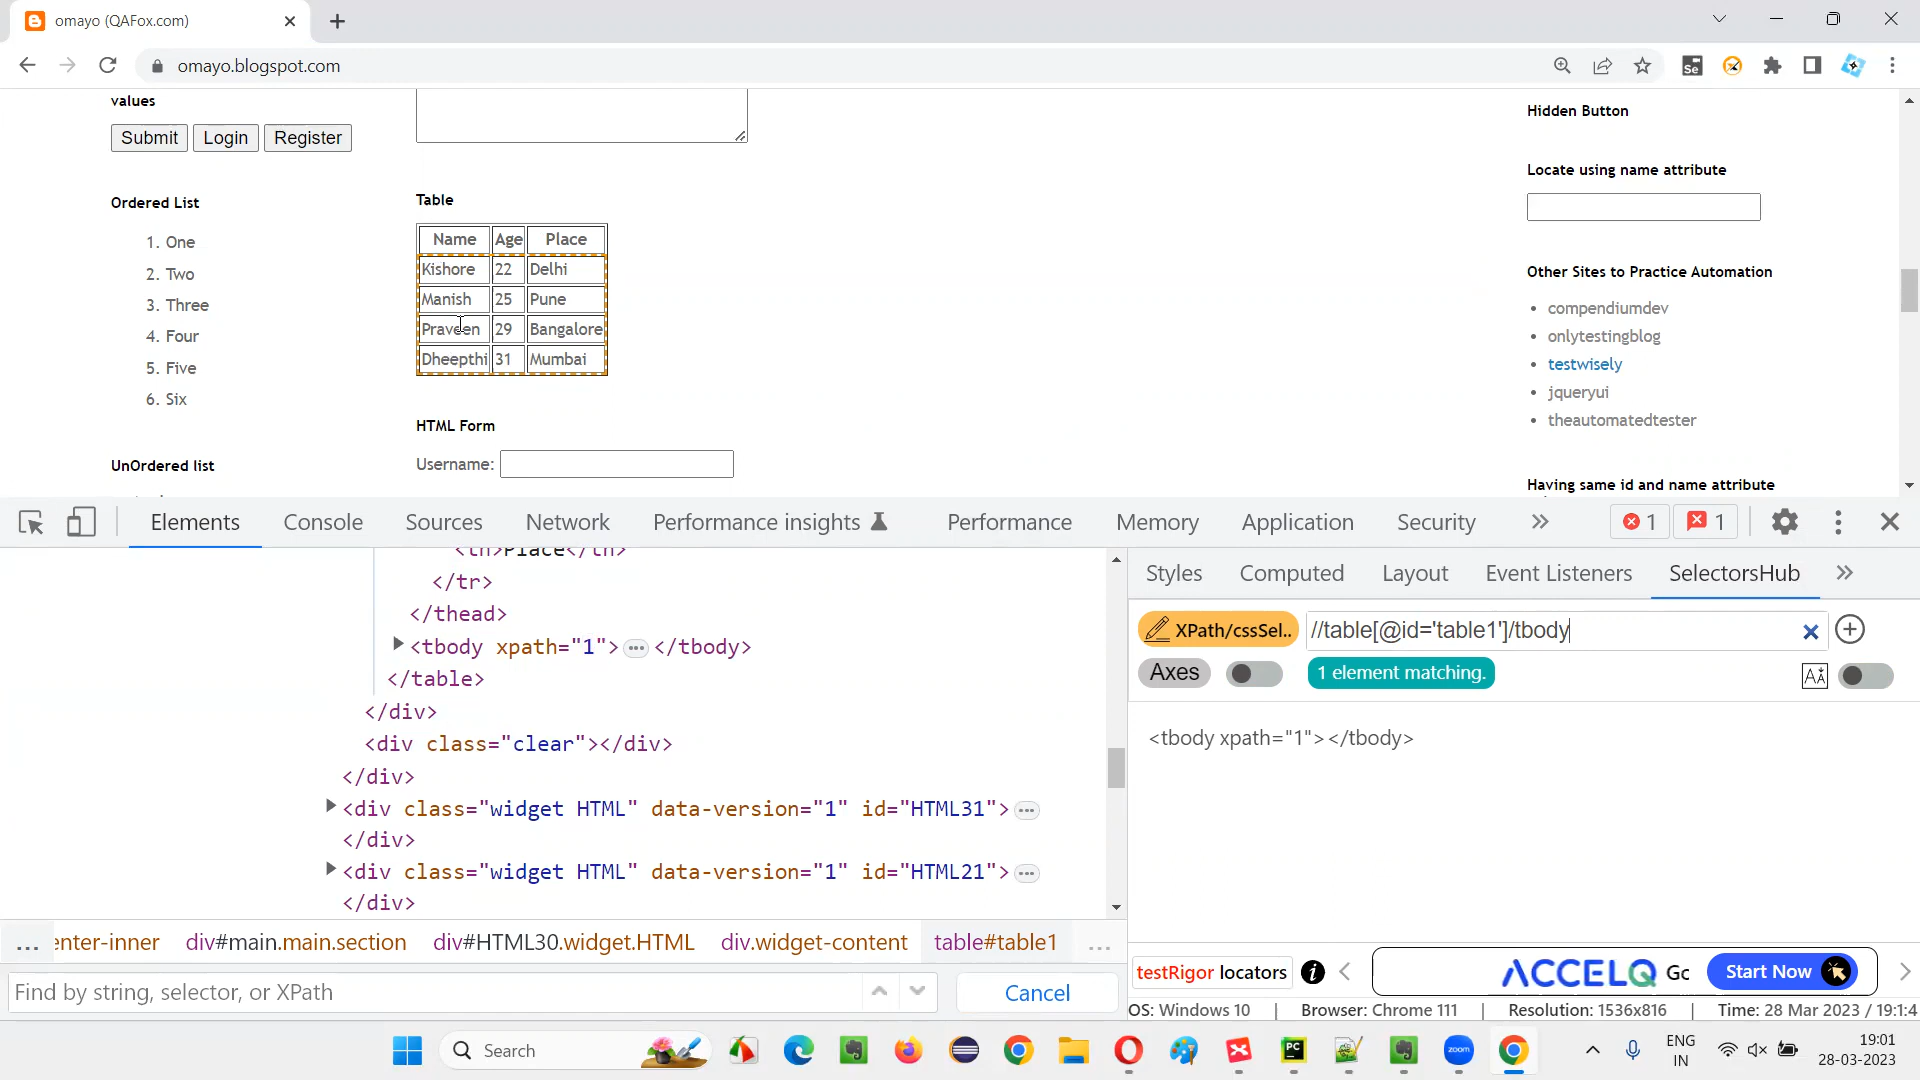 omayo (QAFox.com)
omayo.blogspot.com
values
Submit Login Register
Ordered List
1. One
2. Two
3. Three
4. Four
5. Five
6. Six
UnOrdered list
Table
Name Age Place
Kishore 22 Delhi
Manish 25 Pune
Praveen 29 Bangalore
Dheepthi 31 Mumbai
HTML Form
Username:
Hidden Button
Locate using name attribute
Other Sites to Practice Automation
• compendiumdev
• onlytestingblog
• testwisely
• jqueryui
• theautomatedtester
Having same id and name attribute
Elements Console Sources Network Performance insights Performance Memory Application Security » 1 1
<th>Place</th>
</tr>
</thead>
<tbody xpath="1"> … </tbody>
</table>
</div>
<div class="clear"></div>
</div>
<div class="widget HTML" data-version="1" id="HTML31"> …
</div>
<div class="widget HTML" data-version="1" id="HTML21"> …
</div>
... enter-inner div#main.main.section div#HTML30.widget.HTML div.widget-content table#table1 ...
Find by string, selector, or XPath Cancel
Styles Computed Layout Event Listeners SelectorsHub »
XPath/cssSel.. //table[@id='table1']/tbody
Axes 1 element matching.
<tbody xpath="1"></tbody>
testRigor locators ACCELQ Gc Start Now
OS: Windows 10 | Browser: Chrome 111 | Resolution: 1536x816 | Time: 28 Mar 2023 / 19:1:4
Search
zoom
ENG
IN
19:01
28-03-2023